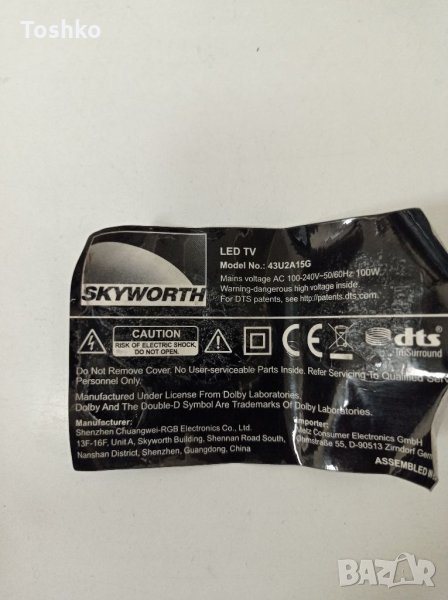 Toshko
SKYWORTH
LED TV
Model No.: 43U2A15G
Mains voltage AC 100-240V~50/60Hz 100W
Warning-dangerous high voltage inside.
For DTS patents, see http://patents.dts.com.
CAUTION
RISK OF ELECTRIC SHOCK
DO NOT OPEN.
CE
dts
TruSurround
Do Not Remove Cover. No User-serviceable Parts Inside. Refer Servicing To Qualified
Personnel Only.
Manufactured Under License From Dolby Laboratories.
Dolby And The Double-D Symbol Are Trademarks Of Dolby Laboratories.
Manufacturer:
Shenzhen Chuangwei-RGB Electronics Co., Ltd
13F-16F, Unit A, Skyworth Building, Shennan Road South,
Nanshan District, Shenzhen, Guangdong, China
Importer:
Metz Consumer Electronics GmbH
Ohmstraße 55, D-90513 Zirndorf
ASSEMBLED
BAZAR